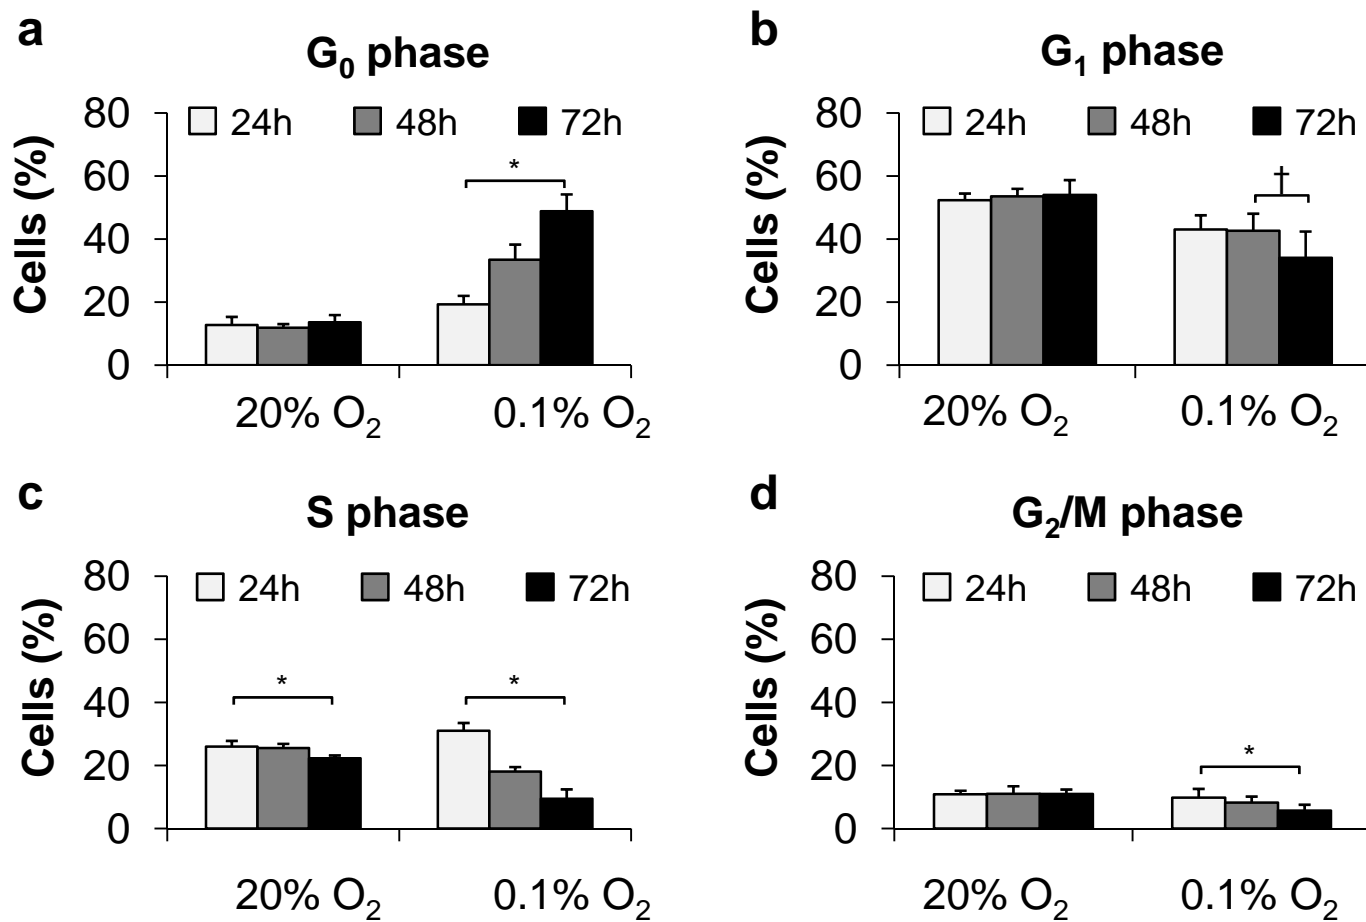 a
G₀ phase
24h 48h 72h
Cells (%)
80
60
40
20
0
*
20% O₂ 0.1% O₂
b
G₁ phase
24h 48h 72h
Cells (%)
80
60
40
20
0
†
20% O₂ 0.1% O₂
c
S phase
24h 48h 72h
Cells (%)
80
60
40
20
0
* *
20% O₂ 0.1% O₂
d
G₂/M phase
24h 48h 72h
Cells (%)
80
60
40
20
0
*
20% O₂ 0.1% O₂